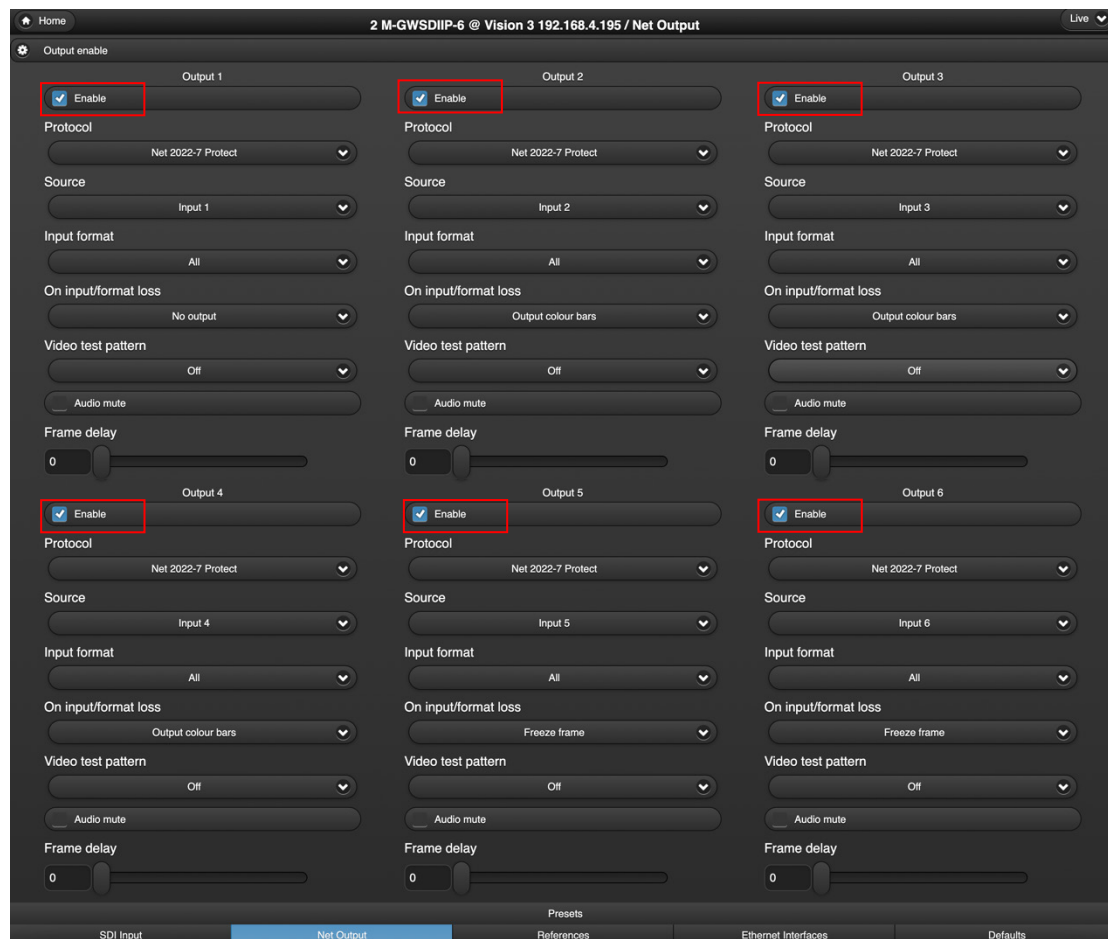 Home 2 M-GWSDIIP-6 @ Vision 3 192.168.4.195 / Net Output Live
Output enable
Output 1 Output 2 Output 3
Enable Enable Enable
Protocol Protocol Protocol
Net 2022-7 Protect Net 2022-7 Protect Net 2022-7 Protect
Source Source Source
Input 1 Input 2 Input 3
Input format Input format Input format
All All All
On input/format loss On input/format loss On input/format loss
No output Output colour bars Output colour bars
Video test pattern Video test pattern Video test pattern
Off Off Off
Audio mute Audio mute Audio mute
Frame delay Frame delay Frame delay
0 0 0
Output 4 Output 5 Output 6
Enable Enable Enable
Protocol Protocol Protocol
Net 2022-7 Protect Net 2022-7 Protect Net 2022-7 Protect
Source Source Source
Input 4 Input 5 Input 6
Input format Input format Input format
All All All
On input/format loss On input/format loss On input/format loss
Output colour bars Freeze frame Freeze frame
Video test pattern Video test pattern Video test pattern
Off Off Off
Audio mute Audio mute Audio mute
Frame delay Frame delay Frame delay
0 0 0
Presets
SDI Input Net Output References Ethernet Interfaces Defaults